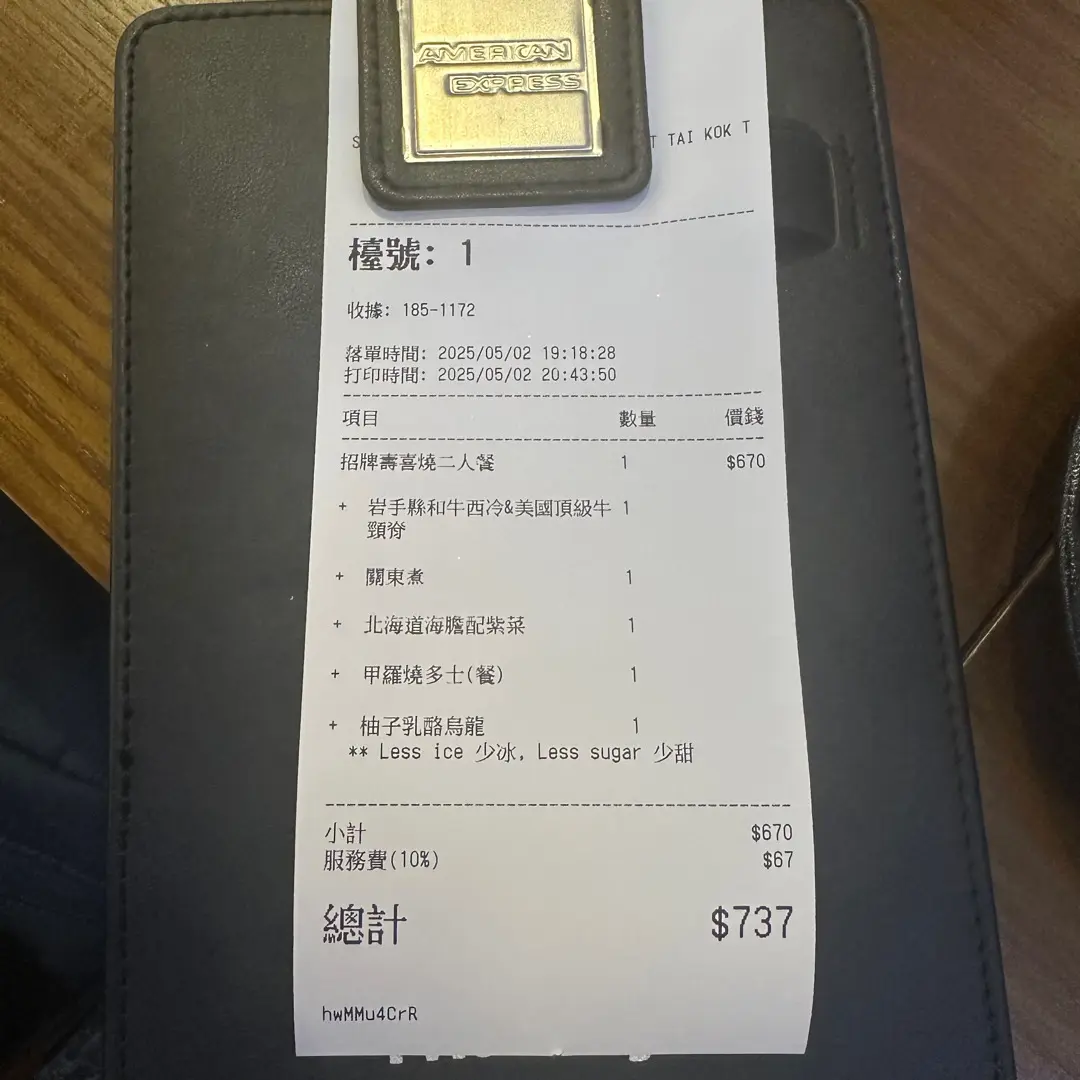 AMERICAN
EXPRESS
TAI KOK T
檯號: 1
收據: 185-1172
落單時間: 2025/05/02 19:18:28
打印時間: 2025/05/02 20:43:50
項目 數量 價錢
招牌壽喜燒二人餐 1 $670
+ 岩手縣和牛西冷&美國頂級牛 1
頸脊
+ 關東煮 1
+ 北海道海膽配紫菜 1
+ 甲羅燒多士(餐) 1
+ 柚子乳酪烏龍 1
** Less ice 少冰, Less sugar 少甜
小計 $670
服務費(10%) $67
總計 $737
hwMMu4CrR